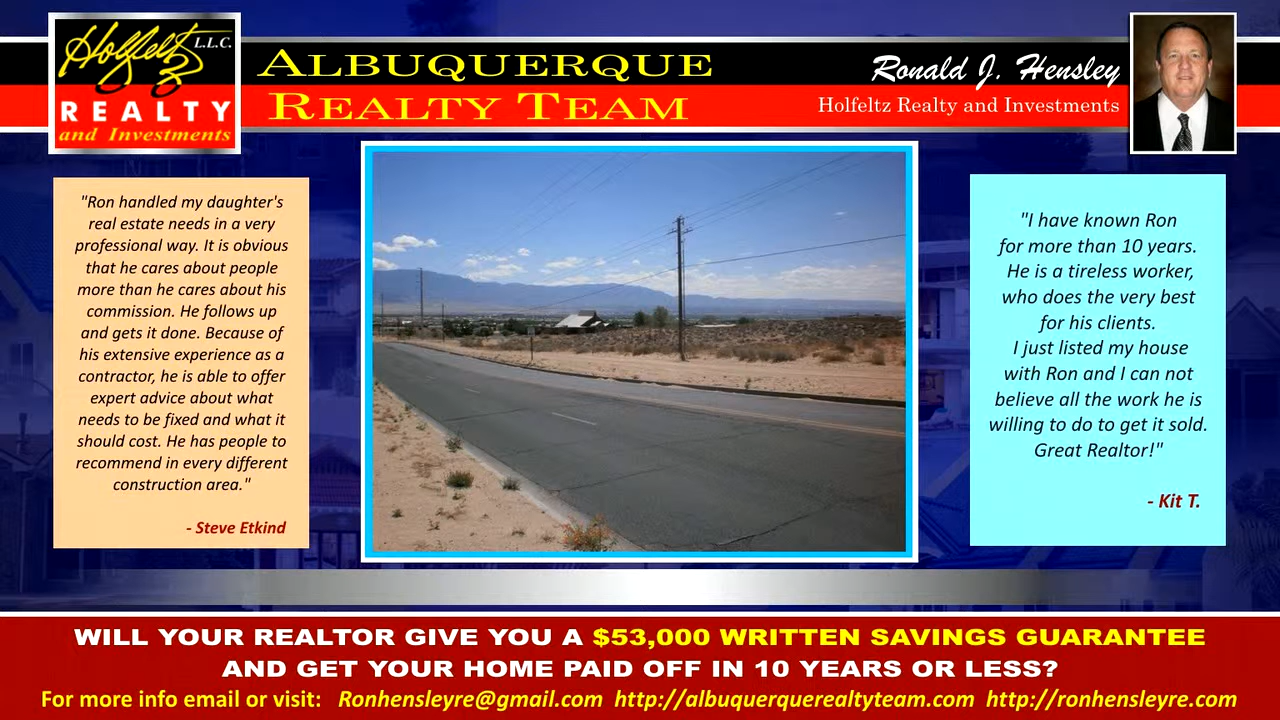 Holfeltz L.L.C.
REALTY
and Investments
ALBUQUERQUE
REALTY TEAM
Ronald J. Hensley
Holfeltz Realty and Investments
"Ron handled my daughter's
real estate needs in a very
professional way. It is obvious
that he cares about people
more than he cares about his
commission. He follows up
and gets it done. Because of
his extensive experience as a
contractor, he is able to offer
expert advice about what
needs to be fixed and what it
should cost. He has people to
recommend in every different
construction area."
- Steve Etkind
"I have known Ron
for more than 10 years.
He is a tireless worker,
who does the very best
for his clients.
I just listed my house
with Ron and I can not
believe all the work he is
willing to do to get it sold.
Great Realtor!"
- Kit T.
WILL YOUR REALTOR GIVE YOU A $53,000 WRITTEN SAVINGS GUARANTEE
AND GET YOUR HOME PAID OFF IN 10 YEARS OR LESS?
For more info email or visit: Ronhensleyre@gmail.com http://albuquerquerealtyteam.com http://ronhensleyre.com